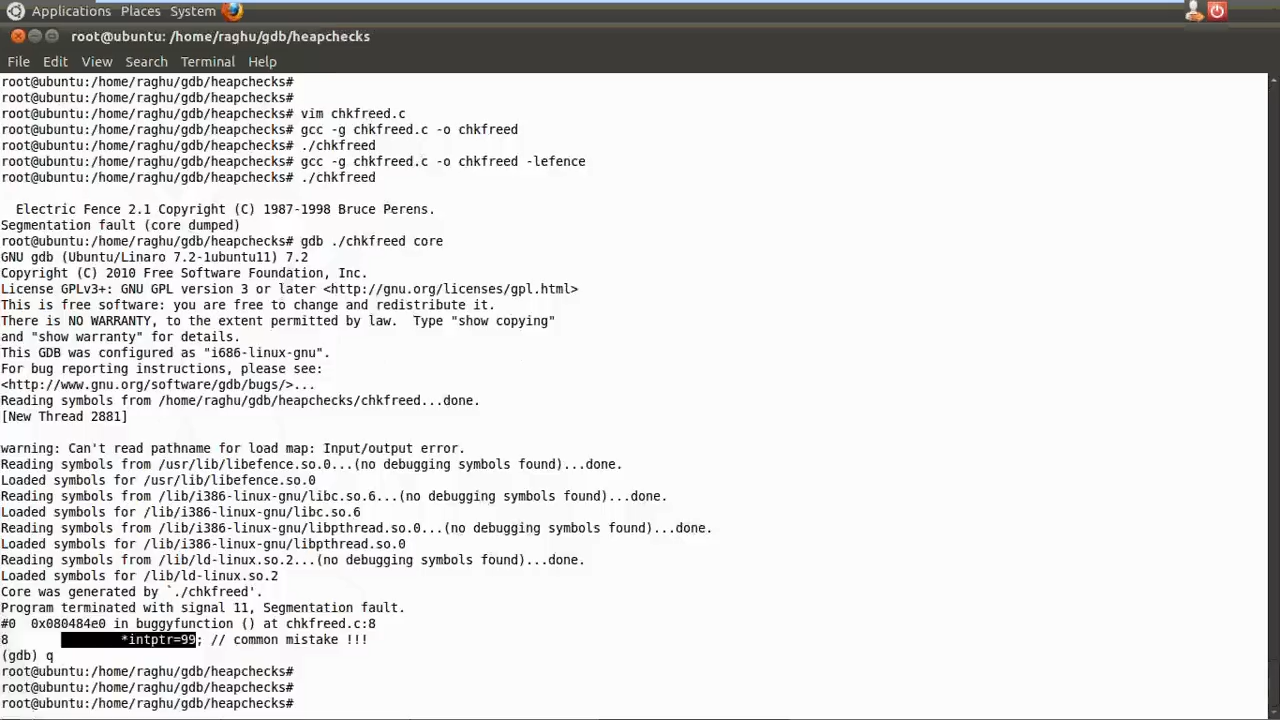 Applications Places System
root@ubuntu: /home/raghu/gdb/heapchecks
File Edit View Search Terminal Help
root@ubuntu:/home/raghu/gdb/heapchecks#
root@ubuntu:/home/raghu/gdb/heapchecks#
root@ubuntu:/home/raghu/gdb/heapchecks# vim chkfreed.c
root@ubuntu:/home/raghu/gdb/heapchecks# gcc -g chkfreed.c -o chkfreed
root@ubuntu:/home/raghu/gdb/heapchecks# ./chkfreed
root@ubuntu:/home/raghu/gdb/heapchecks# gcc -g chkfreed.c -o chkfreed -lefence
root@ubuntu:/home/raghu/gdb/heapchecks# ./chkfreed
Electric Fence 2.1 Copyright (C) 1987-1998 Bruce Perens.
Segmentation fault (core dumped)
root@ubuntu:/home/raghu/gdb/heapchecks# gdb ./chkfreed core
GNU gdb (Ubuntu/Linaro 7.2-1ubuntu11) 7.2
Copyright (C) 2010 Free Software Foundation, Inc.
License GPLv3+: GNU GPL version 3 or later <http://gnu.org/licenses/gpl.html>
This is free software: you are free to change and redistribute it.
There is NO WARRANTY, to the extent permitted by law.  Type "show copying"
and "show warranty" for details.
This GDB was configured as "i686-linux-gnu".
For bug reporting instructions, please see:
<http://www.gnu.org/software/gdb/bugs/>...
Reading symbols from /home/raghu/gdb/heapchecks/chkfreed...done.
[New Thread 2881]
warning: Can't read pathname for load map: Input/output error.
Reading symbols from /usr/lib/libefence.so.0...(no debugging symbols found)...done.
Loaded symbols for /usr/lib/libefence.so.0
Reading symbols from /lib/i386-linux-gnu/libc.so.6...(no debugging symbols found)...done.
Loaded symbols for /lib/i386-linux-gnu/libc.so.6
Reading symbols from /lib/i386-linux-gnu/libpthread.so.0...(no debugging symbols found)...done.
Loaded symbols for /lib/i386-linux-gnu/libpthread.so.0
Reading symbols from /lib/ld-linux.so.2...(no debugging symbols found)...done.
Loaded symbols for /lib/ld-linux.so.2
Core was generated by `./chkfreed'.
Program terminated with signal 11, Segmentation fault.
#0  0x080484e0 in buggyfunction () at chkfreed.c:8
8               *intptr=99; // common mistake !!!
(gdb) q
root@ubuntu:/home/raghu/gdb/heapchecks#
root@ubuntu:/home/raghu/gdb/heapchecks#
root@ubuntu:/home/raghu/gdb/heapchecks#